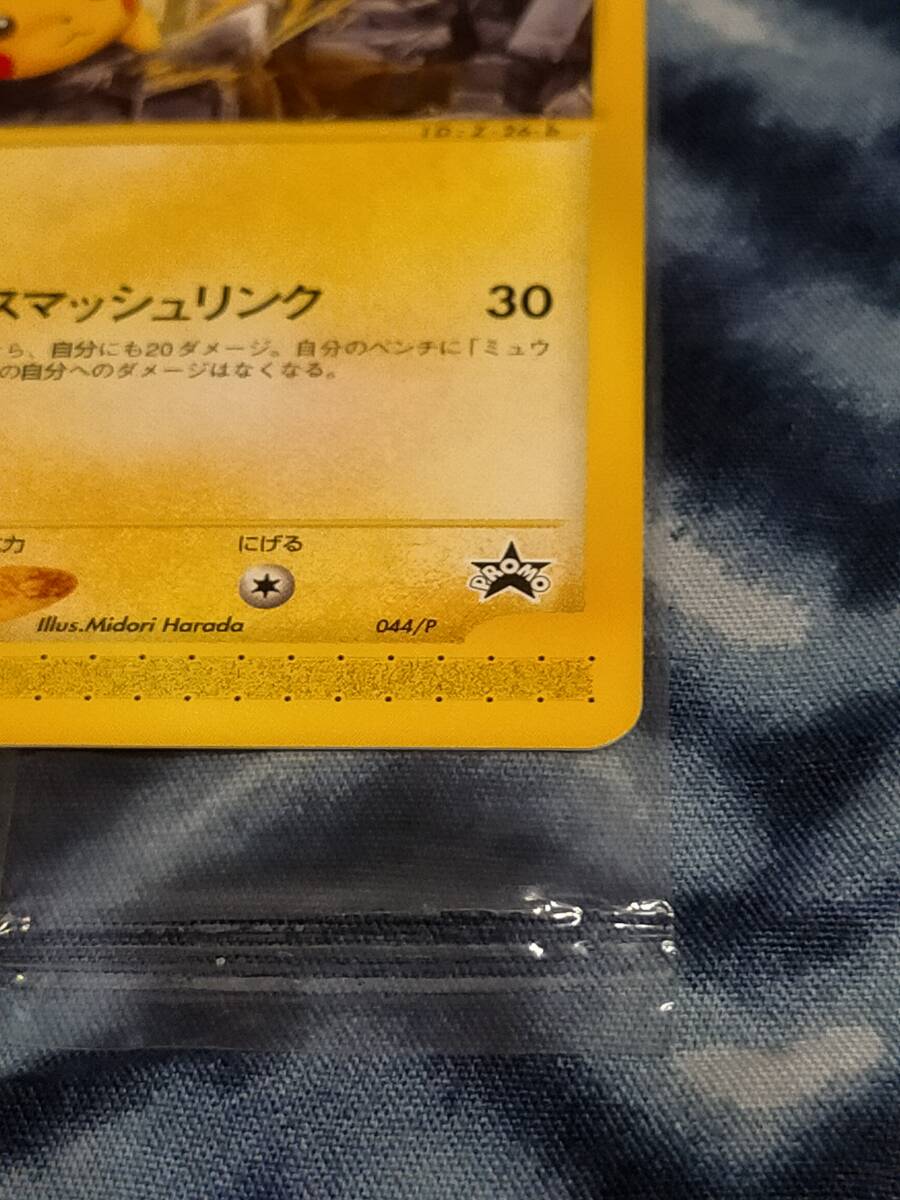 ID:Z-26-
スマッシュリンク 30
ら、自分にも20ダメージ。自分のベンチに「ミュウ
の自分へのダメージはなくなる。
力 にげる
PROMO
Illus.Midori Harada 044/P